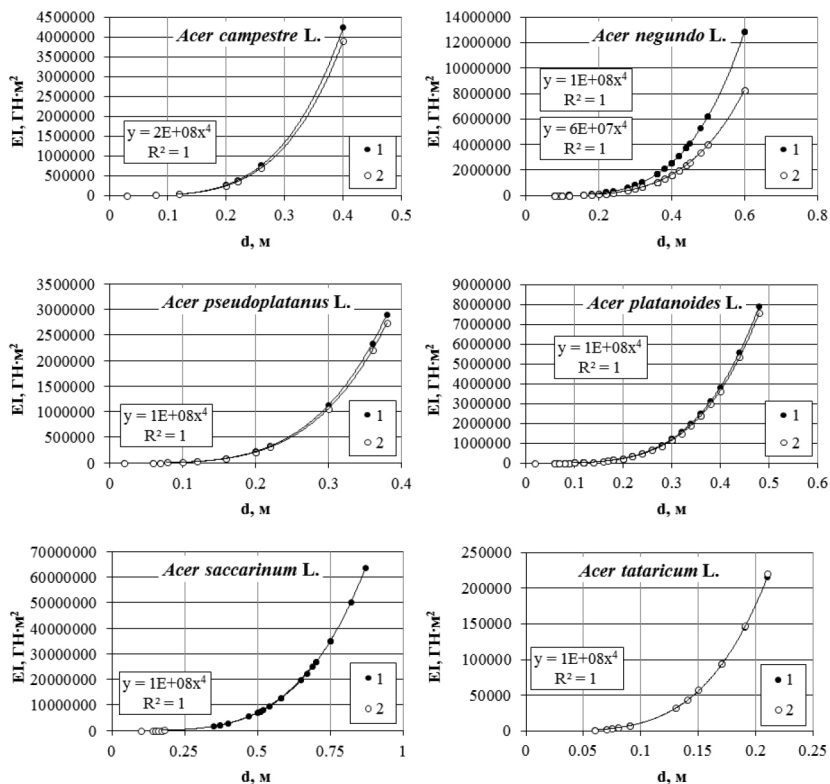 Acer campestre L.
EI, ГН·м²
4500000
4000000
3500000
3000000
2500000
2000000
1500000
1000000
500000
0
y = 2E+08x⁴
R² = 1
1
2
0 0.1 0.2 0.3 0.4 0.5
d, м
Acer negundo L.
EI, ГН·м²
14000000
12000000
10000000
8000000
6000000
4000000
2000000
0
y = 1E+08x⁴
R² = 1
y = 6E+07x⁴
R² = 1
1
2
0 0.2 0.4 0.6 0.8
d, м
Acer pseudoplatanus L.
EI, ГН·м²
3500000
3000000
2500000
2000000
1500000
1000000
500000
0
y = 1E+08x⁴
R² = 1
1
2
0 0.1 0.2 0.3 0.4
d, м
Acer platanoides L.
EI, ГН·м²
9000000
8000000
7000000
6000000
5000000
4000000
3000000
2000000
1000000
0
y = 1E+08x⁴
R² = 1
1
2
0 0.1 0.2 0.3 0.4 0.5 0.6
d, м
Acer saccarinum L.
EI, ГН·м²
70000000
60000000
50000000
40000000
30000000
20000000
10000000
0
y = 1E+08x⁴
R² = 1
1
2
0 0.25 0.5 0.75 1
d, м
Acer tataricum L.
EI, ГН·м²
250000
200000
150000
100000
50000
0
y = 1E+08x⁴
R² = 1
1
2
0 0.05 0.1 0.15 0.2 0.25
d, м